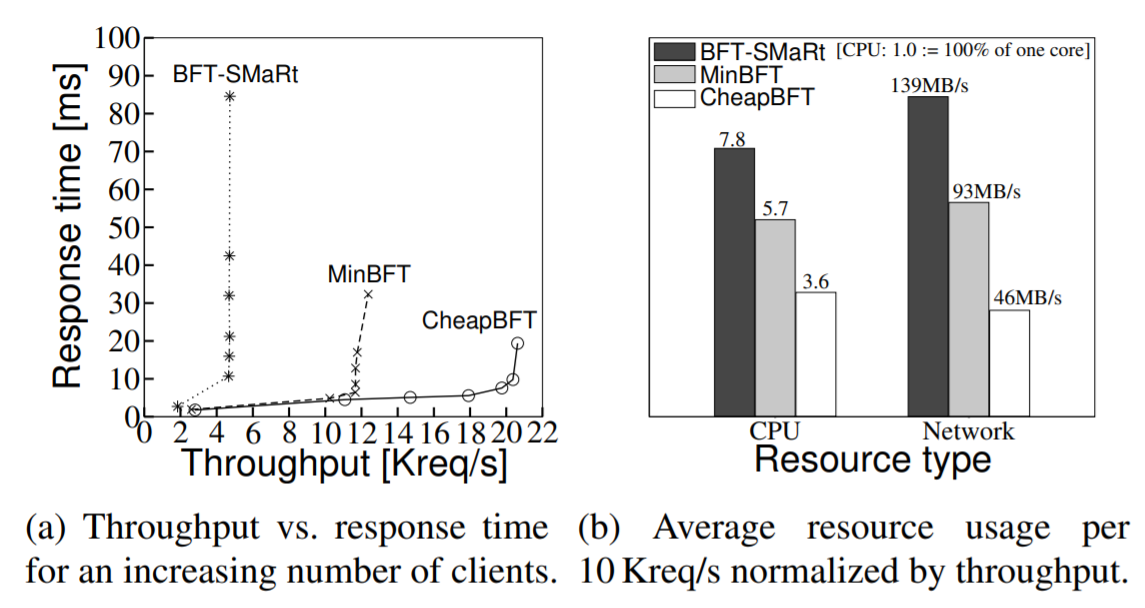 100
90
80
70
60
50
40
30
20
10
0
Response time [ms]
BFT-SMaRt
MinBFT
CheapBFT
0 2 4 6 8 10 12 14 16 18 20 22
Throughput [Kreq/s]
(a) Throughput vs. response time
for an increasing number of clients.
BFT-SMaRt [CPU: 1.0 := 100% of one core]
MinBFT
CheapBFT
139MB/s
7.8
93MB/s
5.7
3.6
46MB/s
CPU Network
Resource type
(b) Average resource usage per
10 Kreq/s normalized by throughput.